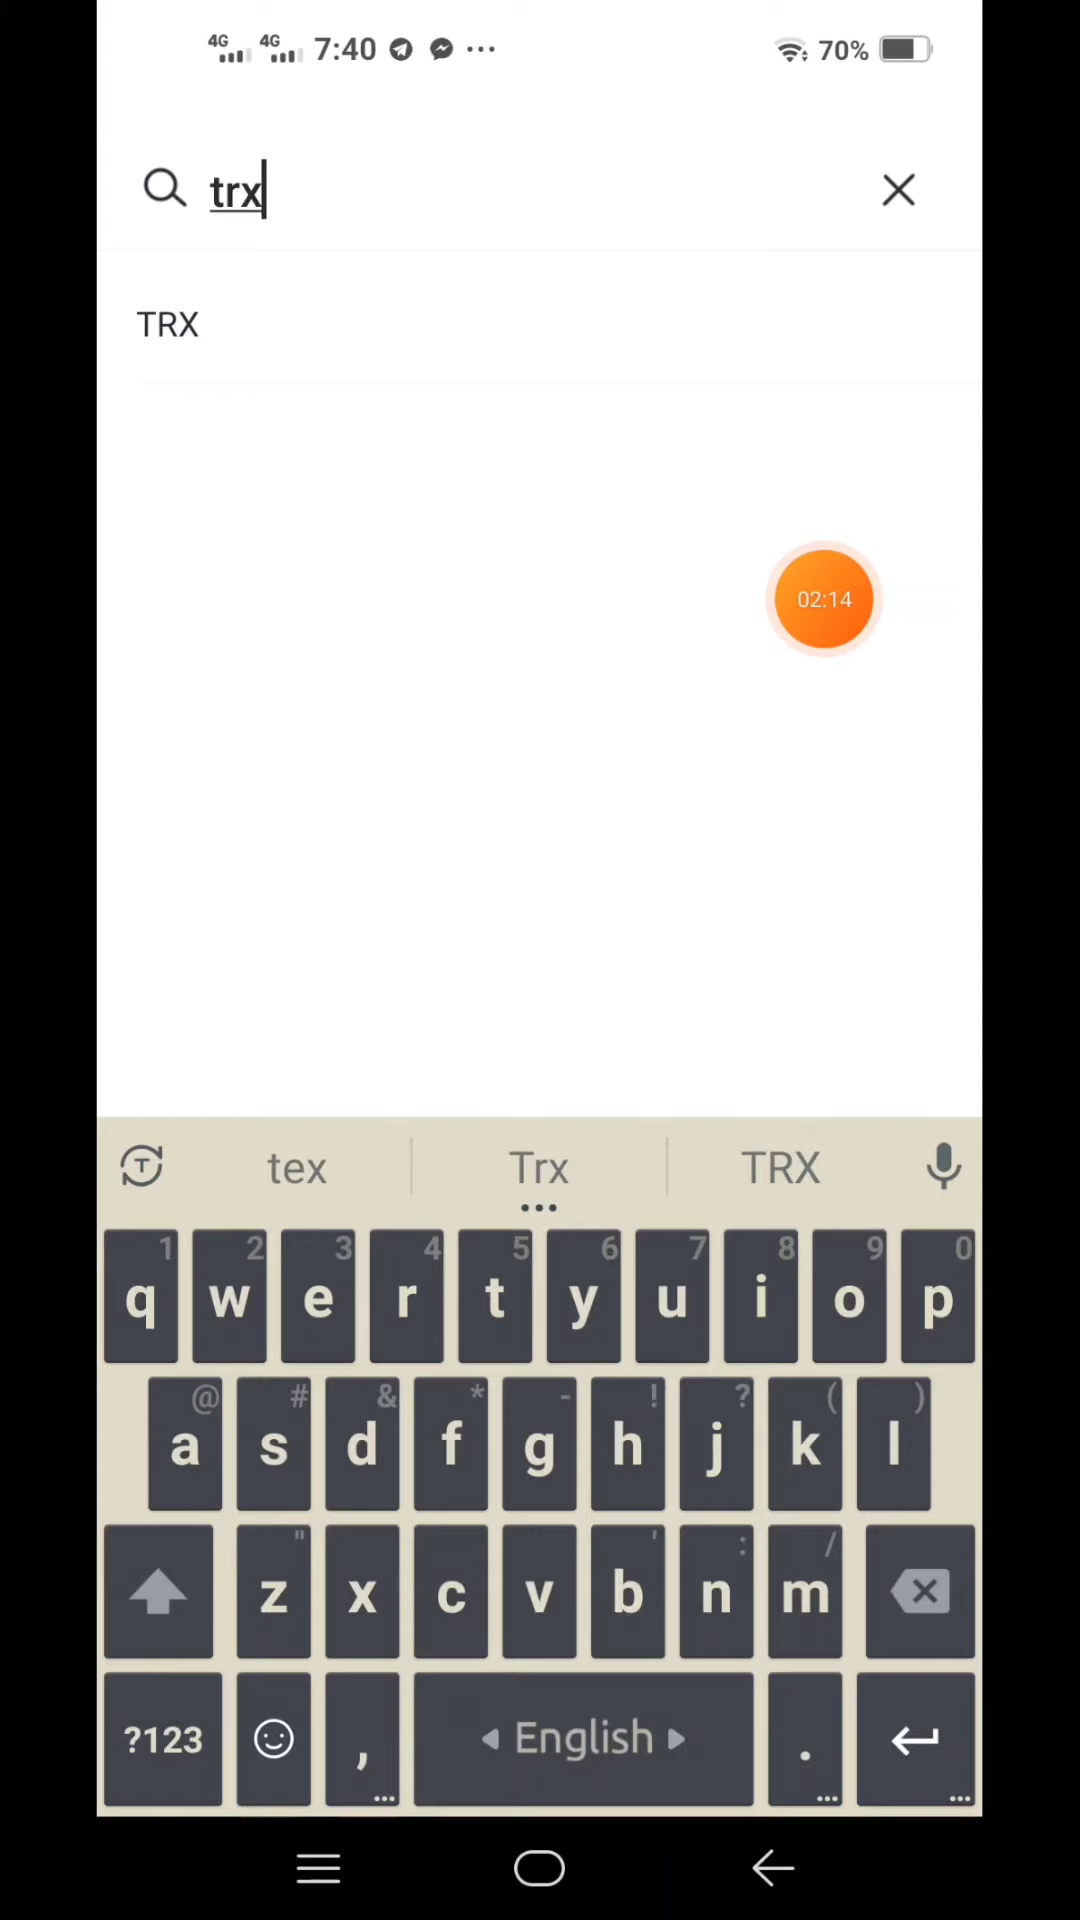 4G 4G 7:40 ... 70%
trx
TRX
02:14
tex Trx TRX
1 2 3 4 5 6 7 8 9 0
q w e r t y u i o p
@ # & * - ! ? ( )
a s d f g h j k l
" ' : /
z x c v b n m
?123 , English .